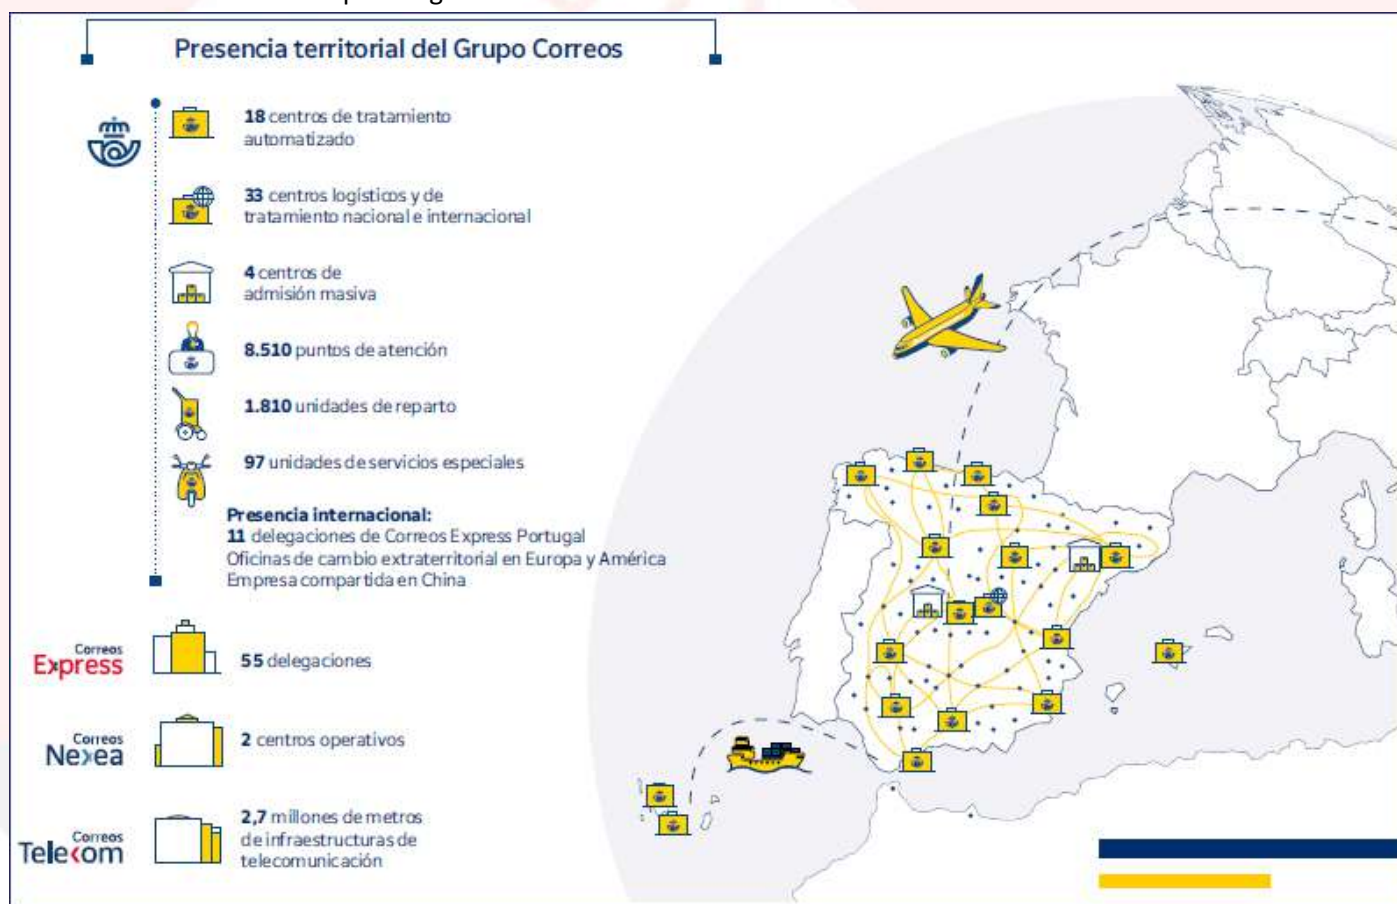 Presencia territorial del Grupo Correos
18 centros de tratamiento
automatizado
33 centros logísticos y de
tratamiento nacional e internacional
4 centros de
admisión masiva
8.510 puntos de atención
1.810 unidades de reparto
97 unidades de servicios especiales
Presencia internacional:
11 delegaciones de Correos Express Portugal
Oficinas de cambio extraterritorial en Europa y América
Empresa compartida en China
Correos
Express
55 delegaciones
Correos
Nexea
2 centros operativos
Correos
Telecom
2,7 millones de metros
de infraestructuras de
telecomunicación